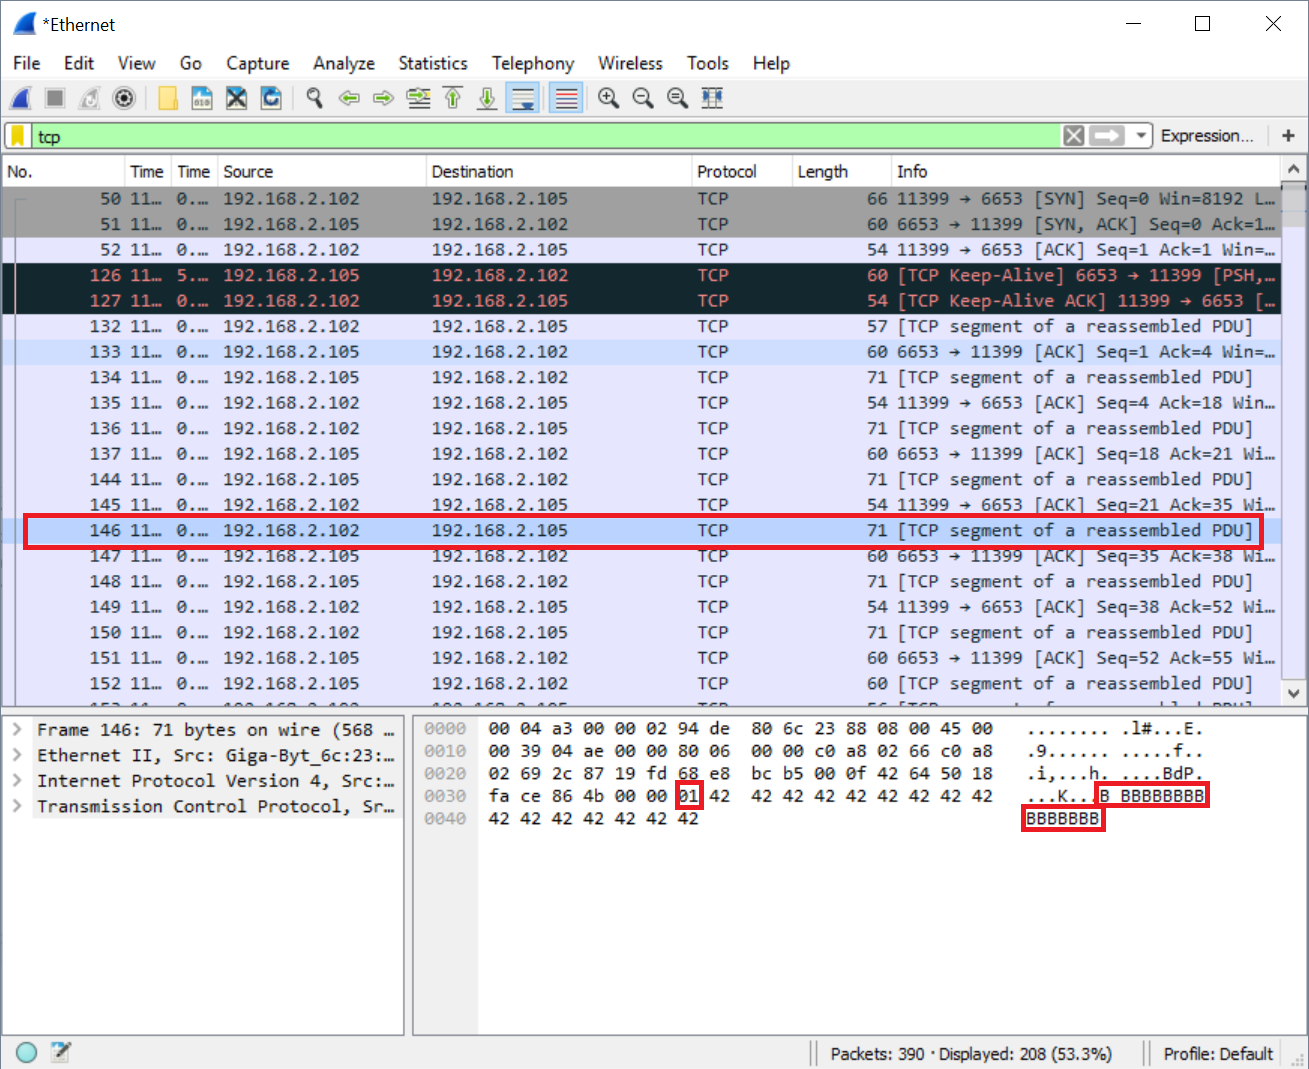 *Ethernet
File Edit View Go Capture Analyze Statistics Telephony Wireless Tools Help
tcp Expression... +
No. Time Time Source Destination Protocol Length Info
50 11… 0.… 192.168.2.102 192.168.2.105 TCP 66 11399 → 6653 [SYN] Seq=0 Win=8192 L…
51 11… 0.… 192.168.2.105 192.168.2.102 TCP 60 6653 → 11399 [SYN, ACK] Seq=0 Ack=1…
52 11… 0.… 192.168.2.102 192.168.2.105 TCP 54 11399 → 6653 [ACK] Seq=1 Ack=1 Win=…
126 11… 5.… 192.168.2.105 192.168.2.102 TCP 60 [TCP Keep-Alive] 6653 → 11399 [PSH,…
127 11… 0.… 192.168.2.102 192.168.2.105 TCP 54 [TCP Keep-Alive ACK] 11399 → 6653 […
132 11… 0.… 192.168.2.102 192.168.2.105 TCP 57 [TCP segment of a reassembled PDU]
133 11… 0.… 192.168.2.105 192.168.2.102 TCP 60 6653 → 11399 [ACK] Seq=1 Ack=4 Win=…
134 11… 0.… 192.168.2.105 192.168.2.102 TCP 71 [TCP segment of a reassembled PDU]
135 11… 0.… 192.168.2.102 192.168.2.105 TCP 54 11399 → 6653 [ACK] Seq=4 Ack=18 Win…
136 11… 0.… 192.168.2.102 192.168.2.105 TCP 71 [TCP segment of a reassembled PDU]
137 11… 0.… 192.168.2.105 192.168.2.102 TCP 60 6653 → 11399 [ACK] Seq=18 Ack=21 Wi…
144 11… 0.… 192.168.2.105 192.168.2.102 TCP 71 [TCP segment of a reassembled PDU]
145 11… 0.… 192.168.2.102 192.168.2.105 TCP 54 11399 → 6653 [ACK] Seq=21 Ack=35 Wi…
146 11… 0.… 192.168.2.102 192.168.2.105 TCP 71 [TCP segment of a reassembled PDU]
147 11… 0.… 192.168.2.105 192.168.2.102 TCP 60 6653 → 11399 [ACK] Seq=35 Ack=38 Wi…
148 11… 0.… 192.168.2.105 192.168.2.102 TCP 71 [TCP segment of a reassembled PDU]
149 11… 0.… 192.168.2.102 192.168.2.105 TCP 54 11399 → 6653 [ACK] Seq=38 Ack=52 Wi…
150 11… 0.… 192.168.2.102 192.168.2.105 TCP 71 [TCP segment of a reassembled PDU]
151 11… 0.… 192.168.2.105 192.168.2.102 TCP 60 6653 → 11399 [ACK] Seq=52 Ack=55 Wi…
152 11… 0.… 192.168.2.105 192.168.2.102 TCP 60 [TCP segment of a reassembled PDU]
Frame 146: 71 bytes on wire (568 …
Ethernet II, Src: Giga-Byt_6c:23:…
Internet Protocol Version 4, Src:…
Transmission Control Protocol, Sr…
0000 00 04 a3 00 00 02 94 de 80 6c 23 88 08 00 45 00 ........ .l#...E.
0010 00 39 04 ae 00 00 80 06 00 00 c0 a8 02 66 c0 a8 .9...... .....f..
0020 02 69 2c 87 19 fd 68 e8 bc b5 00 0f 42 64 50 18 .i,...h. ....BdP.
0030 fa ce 86 4b 00 00 01 42 42 42 42 42 42 42 42 42 ...K...B BBBBBBBB
0040 42 42 42 42 42 42 42 BBBBBBB
Packets: 390 · Displayed: 208 (53.3%) Profile: Default